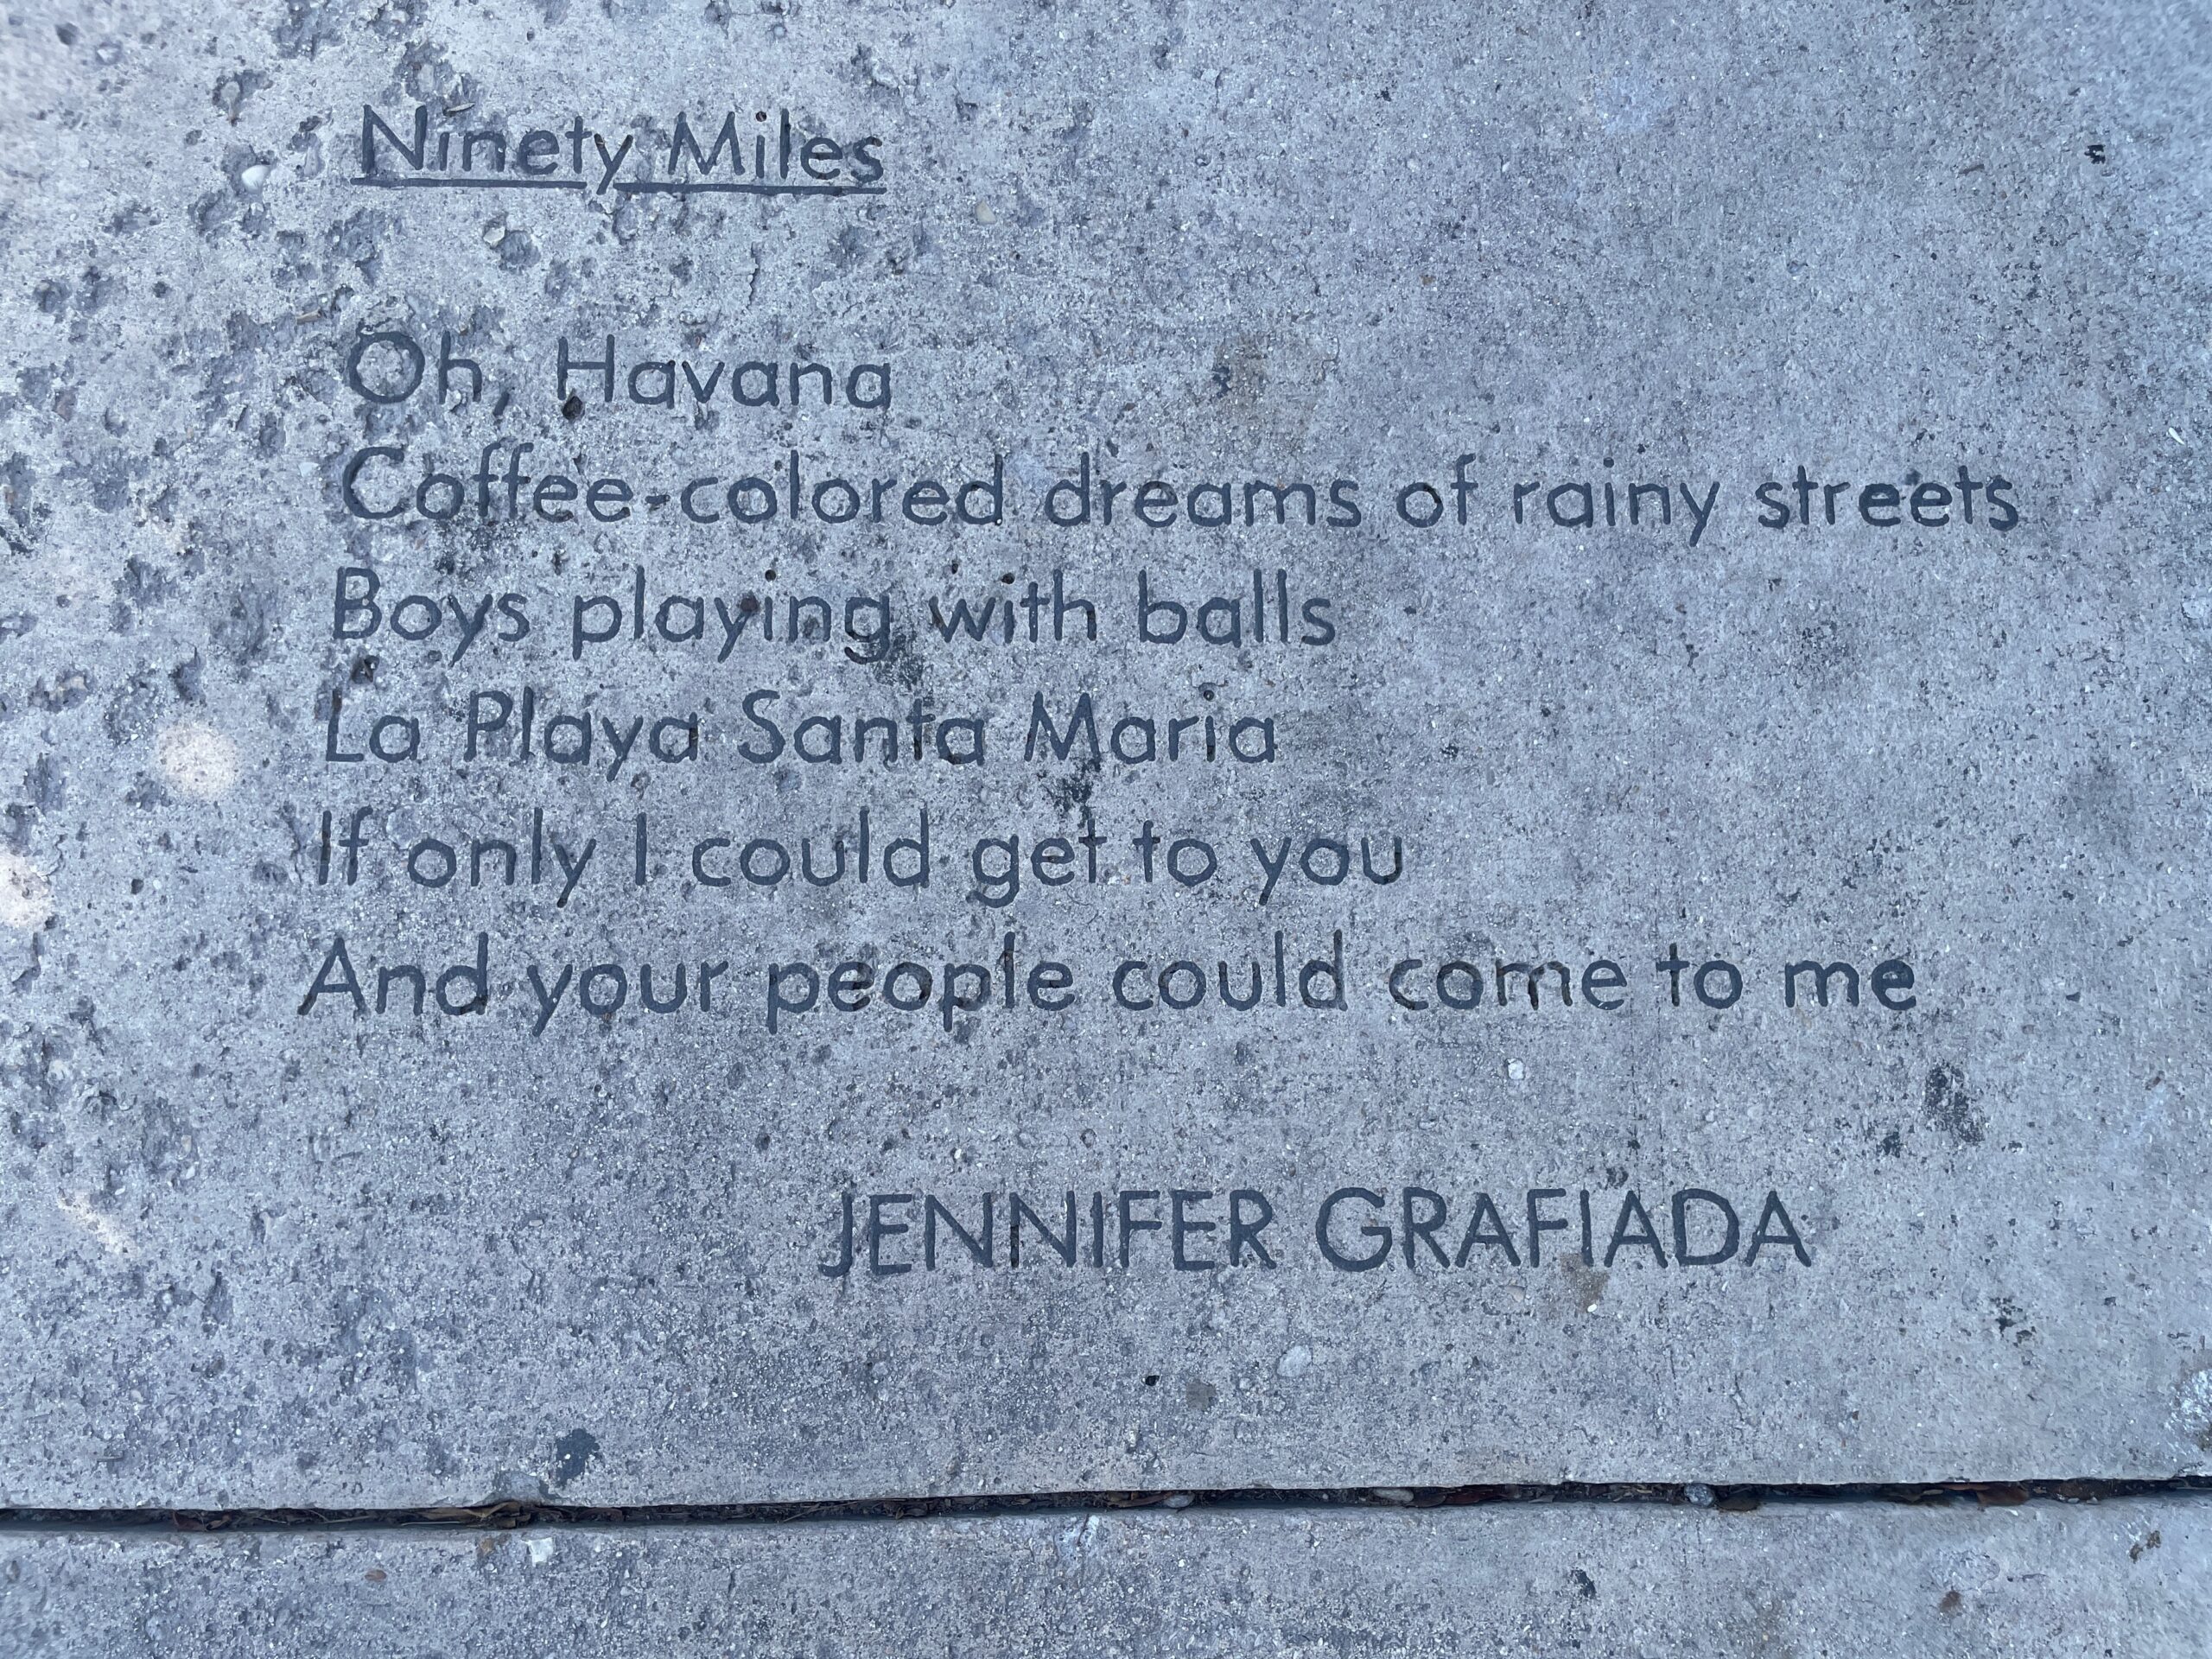 Ninety Miles
Oh, Havana
Coffee-colored dreams of rainy streets
Boys playing with balls
La Playa Santa Maria
If only I could get to you
And your people could come to me
JENNIFER GRAFIADA